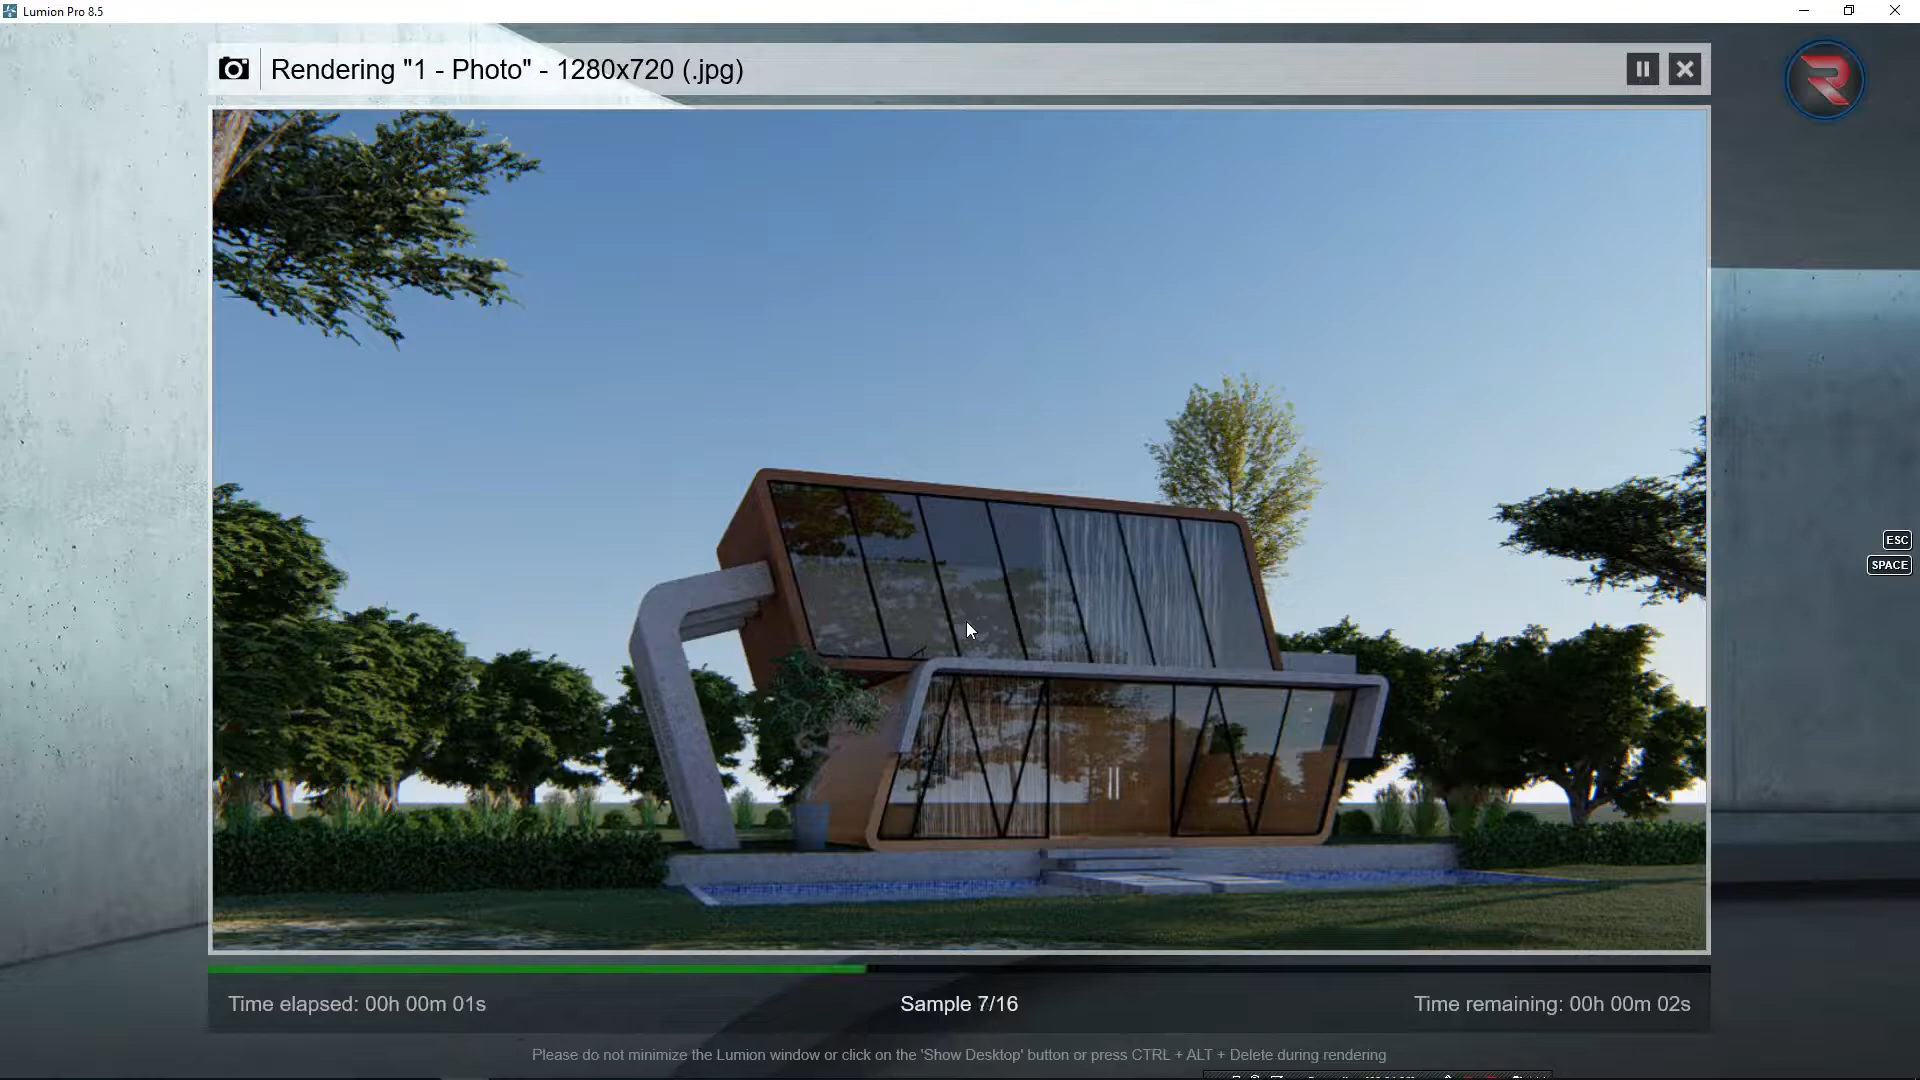 Lumion Pro 8.5
Rendering "1 - Photo" - 1280x720 (.jpg)
ESC
SPACE
Time elapsed: 00h 00m 01s
Sample 7/16
Time remaining: 00h 00m 02s
Please do not minimize the Lumion window or click on the 'Show Desktop' button or press CTRL + ALT + Delete during rendering